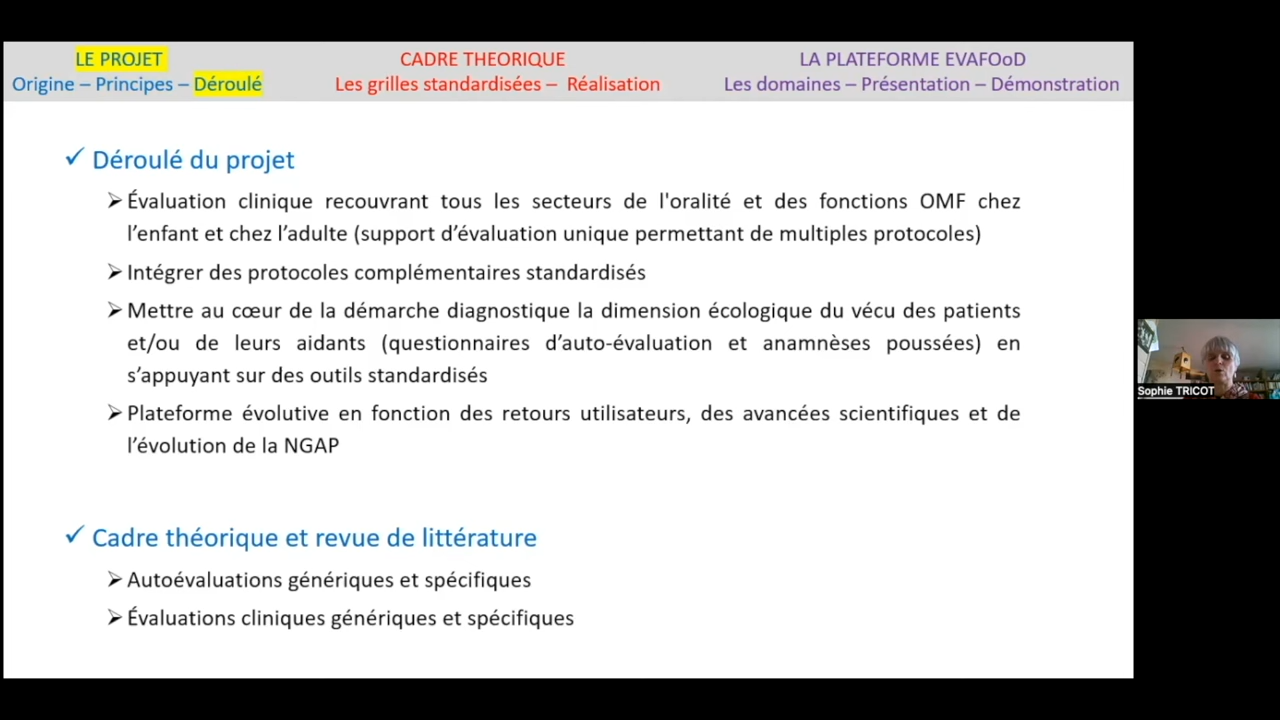 LE PROJET
Origine – Principes – Déroulé
CADRE THEORIQUE
Les grilles standardisées – Réalisation
LA PLATEFORME EVAFOoD
Les domaines – Présentation – Démonstration
✓ Déroulé du projet
➢ Évaluation clinique recouvrant tous les secteurs de l'oralité et des fonctions OMF chez
l’enfant et chez l’adulte (support d’évaluation unique permettant de multiples protocoles)
➢ Intégrer des protocoles complémentaires standardisés
➢ Mettre au cœur de la démarche diagnostique la dimension écologique du vécu des patients
et/ou de leurs aidants (questionnaires d’auto-évaluation et anamnèses poussées) en
s’appuyant sur des outils standardisés
➢ Plateforme évolutive en fonction des retours utilisateurs, des avancées scientifiques et de
l’évolution de la NGAP
✓ Cadre théorique et revue de littérature
➢ Autoévaluations génériques et spécifiques
➢ Évaluations cliniques génériques et spécifiques
Sophie TRICOT